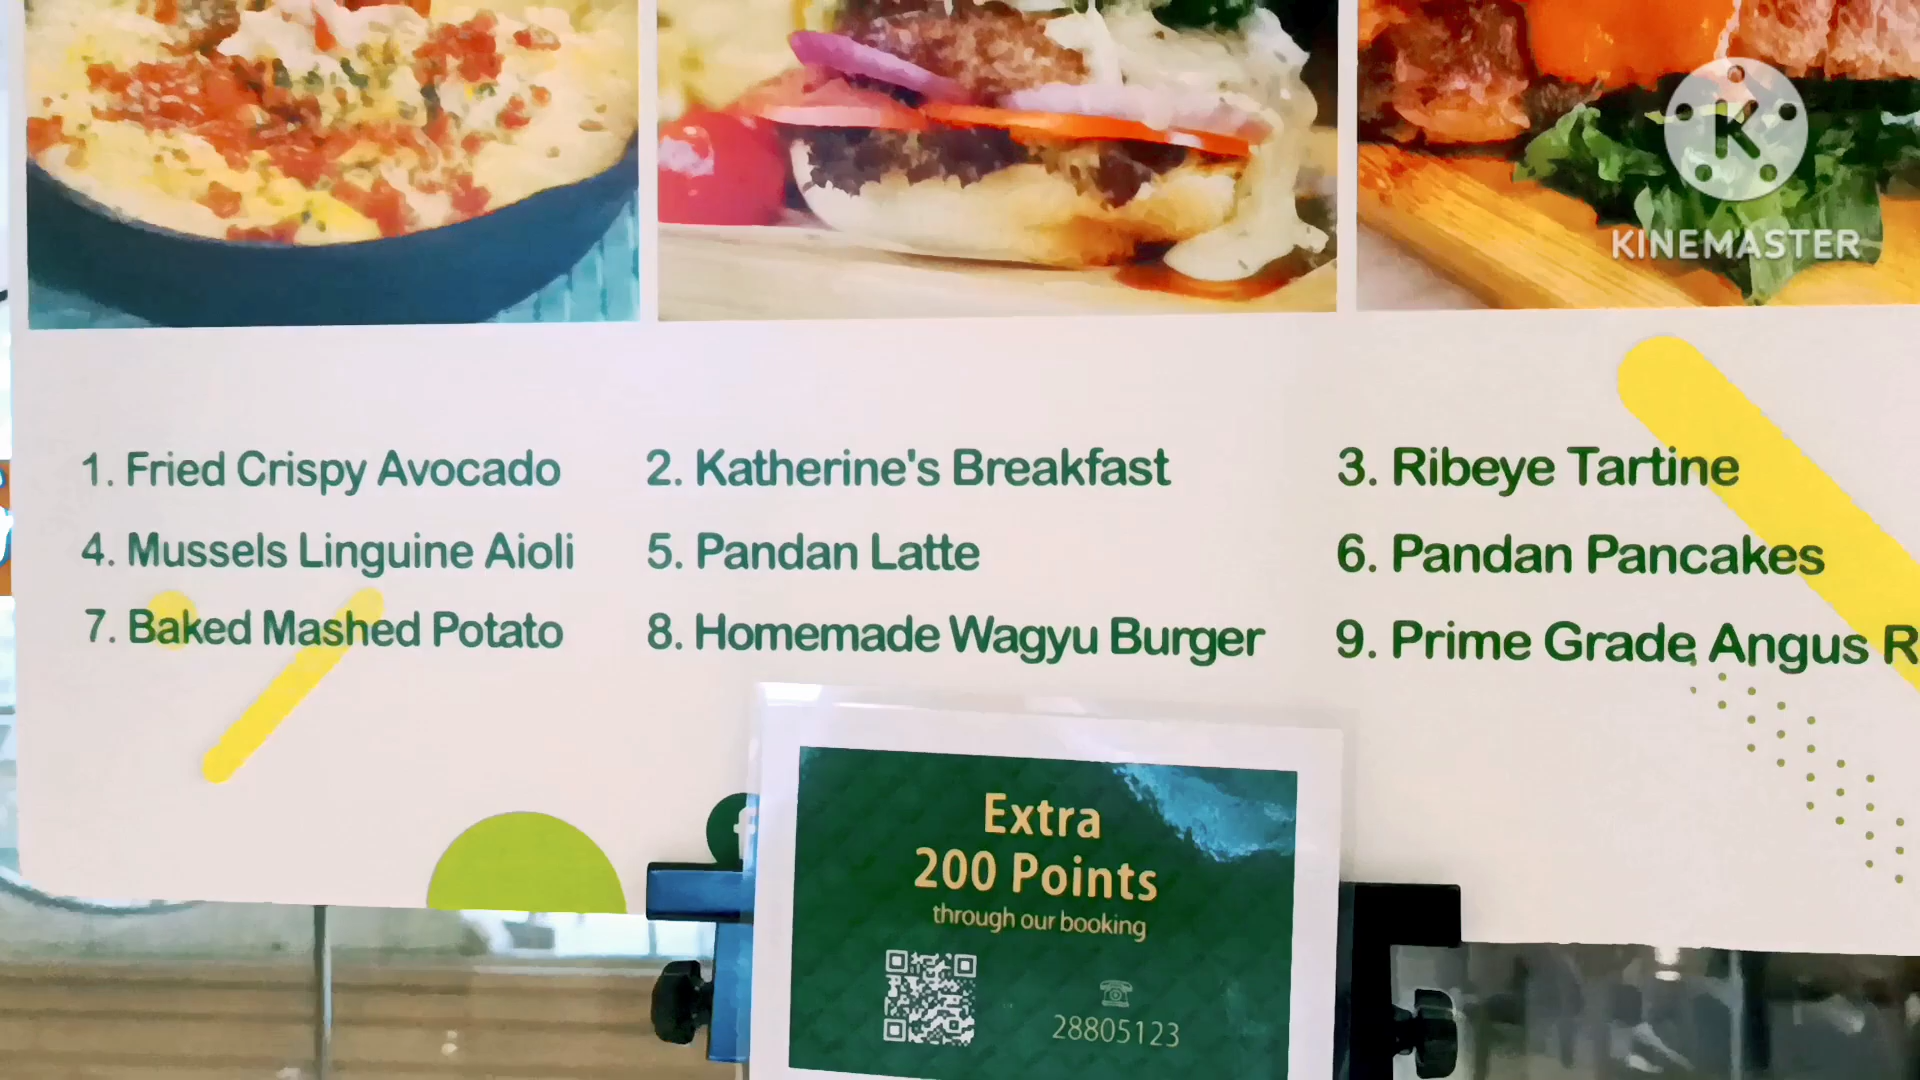 KINEMASTER
1. Fried Crispy Avocado 2. Katherine's Breakfast 3. Ribeye Tartine
4. Mussels Linguine Aioli 5. Pandan Latte 6. Pandan Pancakes
7. Baked Mashed Potato 8. Homemade Wagyu Burger 9. Prime Grade Angus R
Extra
200 Points
through our booking
28805123